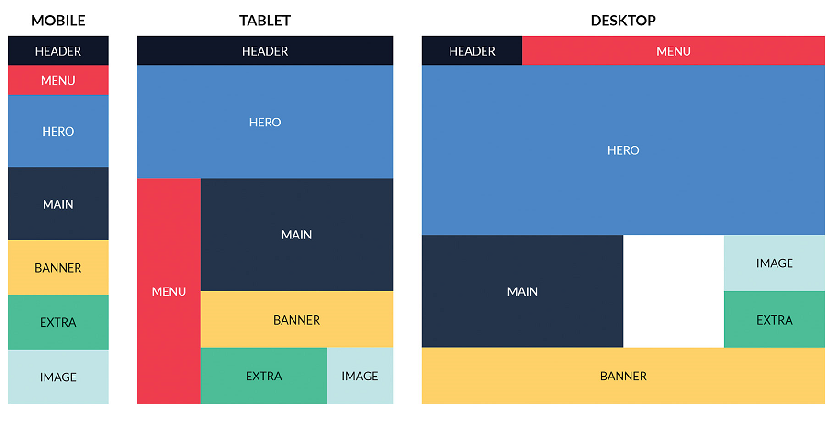 MOBILE
HEADER
MENU
HERO
MAIN
BANNER
EXTRA
IMAGE
TABLET
HEADER
HERO
MENU
MAIN
BANNER
EXTRA
IMAGE
DESKTOP
HEADER
MENU
HERO
MAIN
IMAGE
EXTRA
BANNER